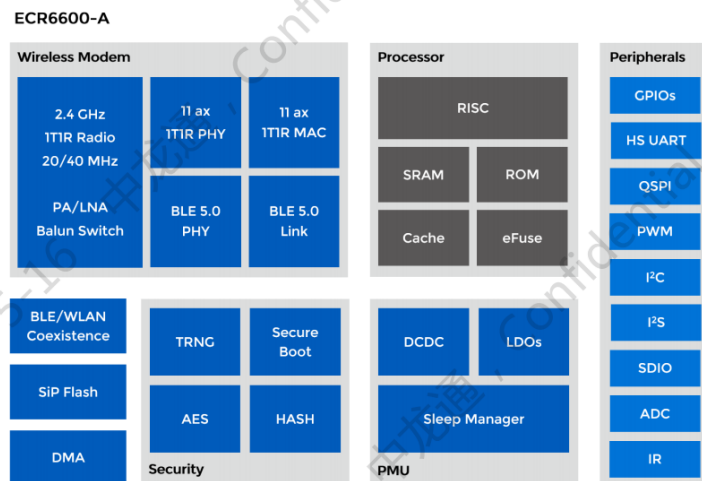 ECR6600-A
Wireless Modem
2.4 GHz
1T1R Radio
20/40 MHz
PA/LNA
Balun Switch
11 ax
1T1R PHY
11 ax
1T1R MAC
BLE 5.0
PHY
BLE 5.0
Link
Processor
RISC
SRAM
ROM
Cache
eFuse
Peripherals
GPIOs
HS UART
QSPI
PWM
I²C
I²S
SDIO
ADC
IR
BLE/WLAN
Coexistence
SiP Flash
DMA
TRNG
Secure
Boot
AES
HASH
Security
DCDC
LDOs
Sleep Manager
PMU
中龙通，Confidential